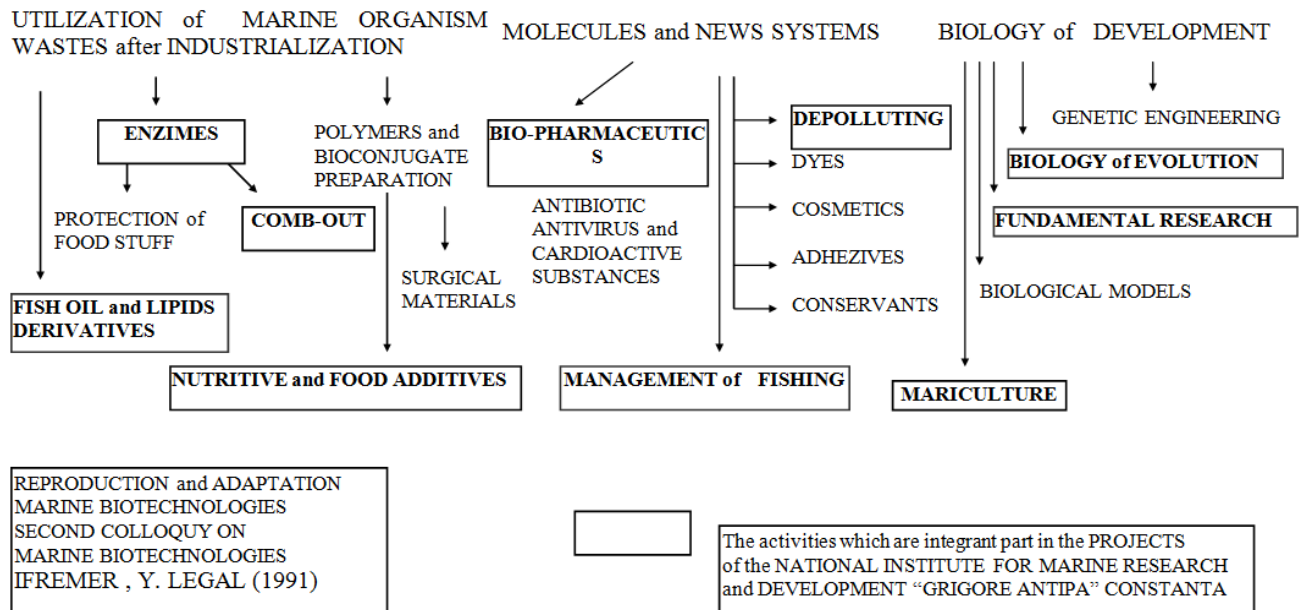 UTILIZATION of MARINE ORGANISM
WASTES after INDUSTRIALIZATION
MOLECULES and NEWS SYSTEMS
BIOLOGY of DEVELOPMENT
ENZIMES
POLYMERS and
BIOCONJUGATE
PREPARATION
BIO-PHARMACEUTIC
S
DEPOLLUTING
GENETIC ENGINEERING
DYES
BIOLOGY of EVOLUTION
PROTECTION of
FOOD STUFF
COMB-OUT
ANTIBIOTIC
ANTIVIRUS and
CARDIOACTIVE
SUBSTANCES
COSMETICS
FUNDAMENTAL RESEARCH
SURGICAL
MATERIALS
ADHEZIVES
CONSERVANTS
BIOLOGICAL MODELS
FISH OIL and LIPIDS
DERIVATIVES
NUTRITIVE and FOOD ADDITIVES
MANAGEMENT of FISHING
MARICULTURE
REPRODUCTION and ADAPTATION
MARINE BIOTECHNOLOGIES
SECOND COLLOQUY ON
MARINE BIOTECHNOLOGIES
IFREMER , Y. LEGAL (1991)
The activities which are integrant part in the PROJECTS
of the NATIONAL INSTITUTE FOR MARINE RESEARCH
and DEVELOPMENT “GRIGORE ANTIPA” CONSTANTA